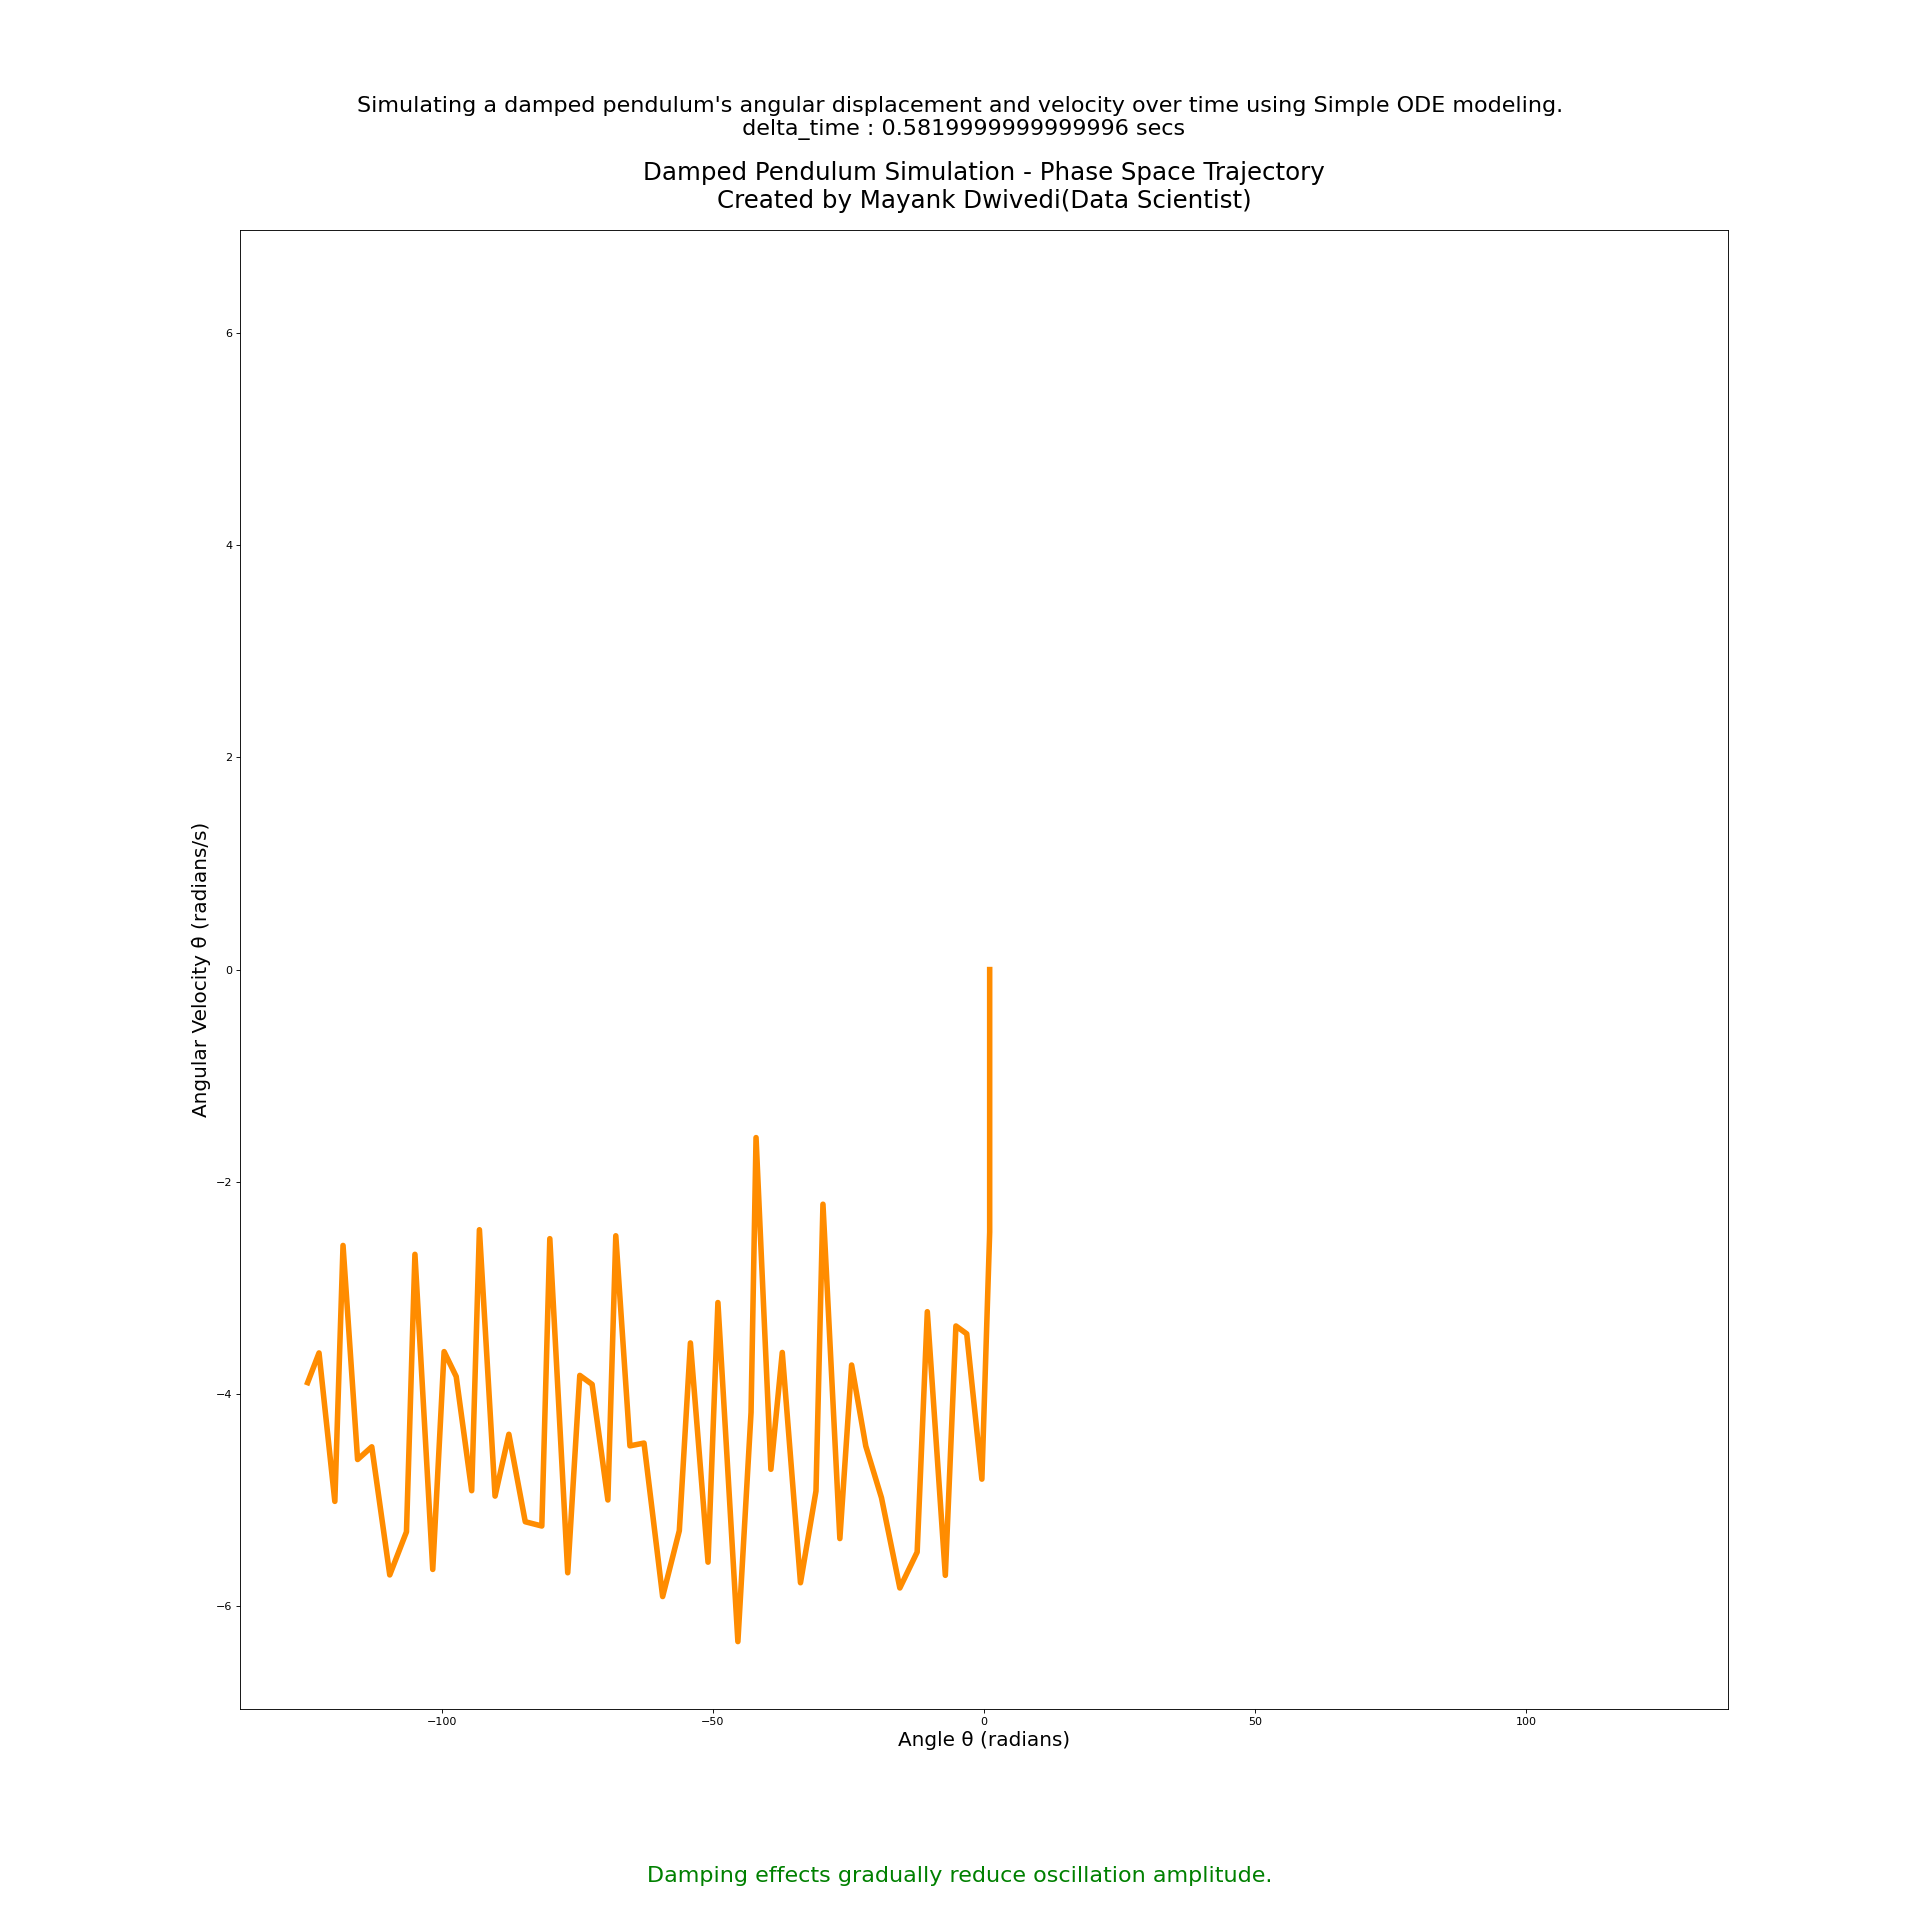 Simulating a damped pendulum's angular displacement and velocity over time using Simple ODE modeling.
delta_time : 0.5819999999999996 secs
Damped Pendulum Simulation - Phase Space Trajectory
Created by Mayank Dwivedi(Data Scientist)
Angular Velocity θ (radians/s)
6
4
2
0
−2
−4
−6
−100
−50
0
50
100
Angle θ (radians)
Damping effects gradually reduce oscillation amplitude.